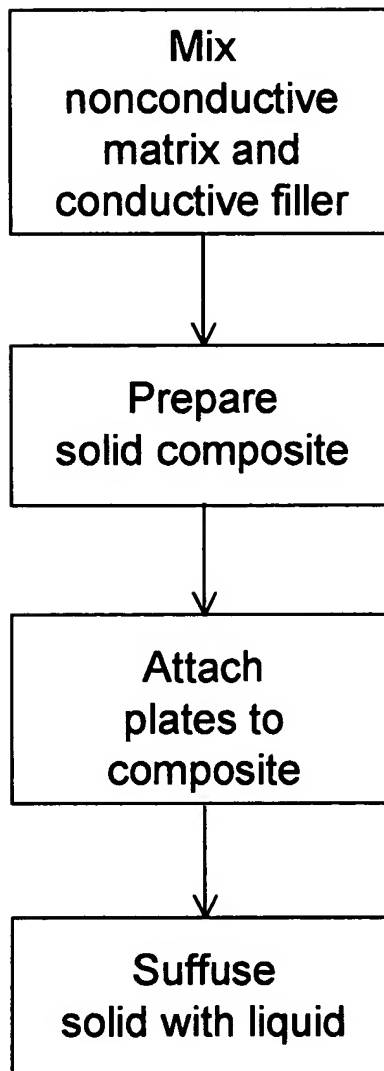 Mix
nonconductive
matrix and
conductive filler
Prepare
solid composite
Attach
plates to
composite
Suffuse
solid with liquid